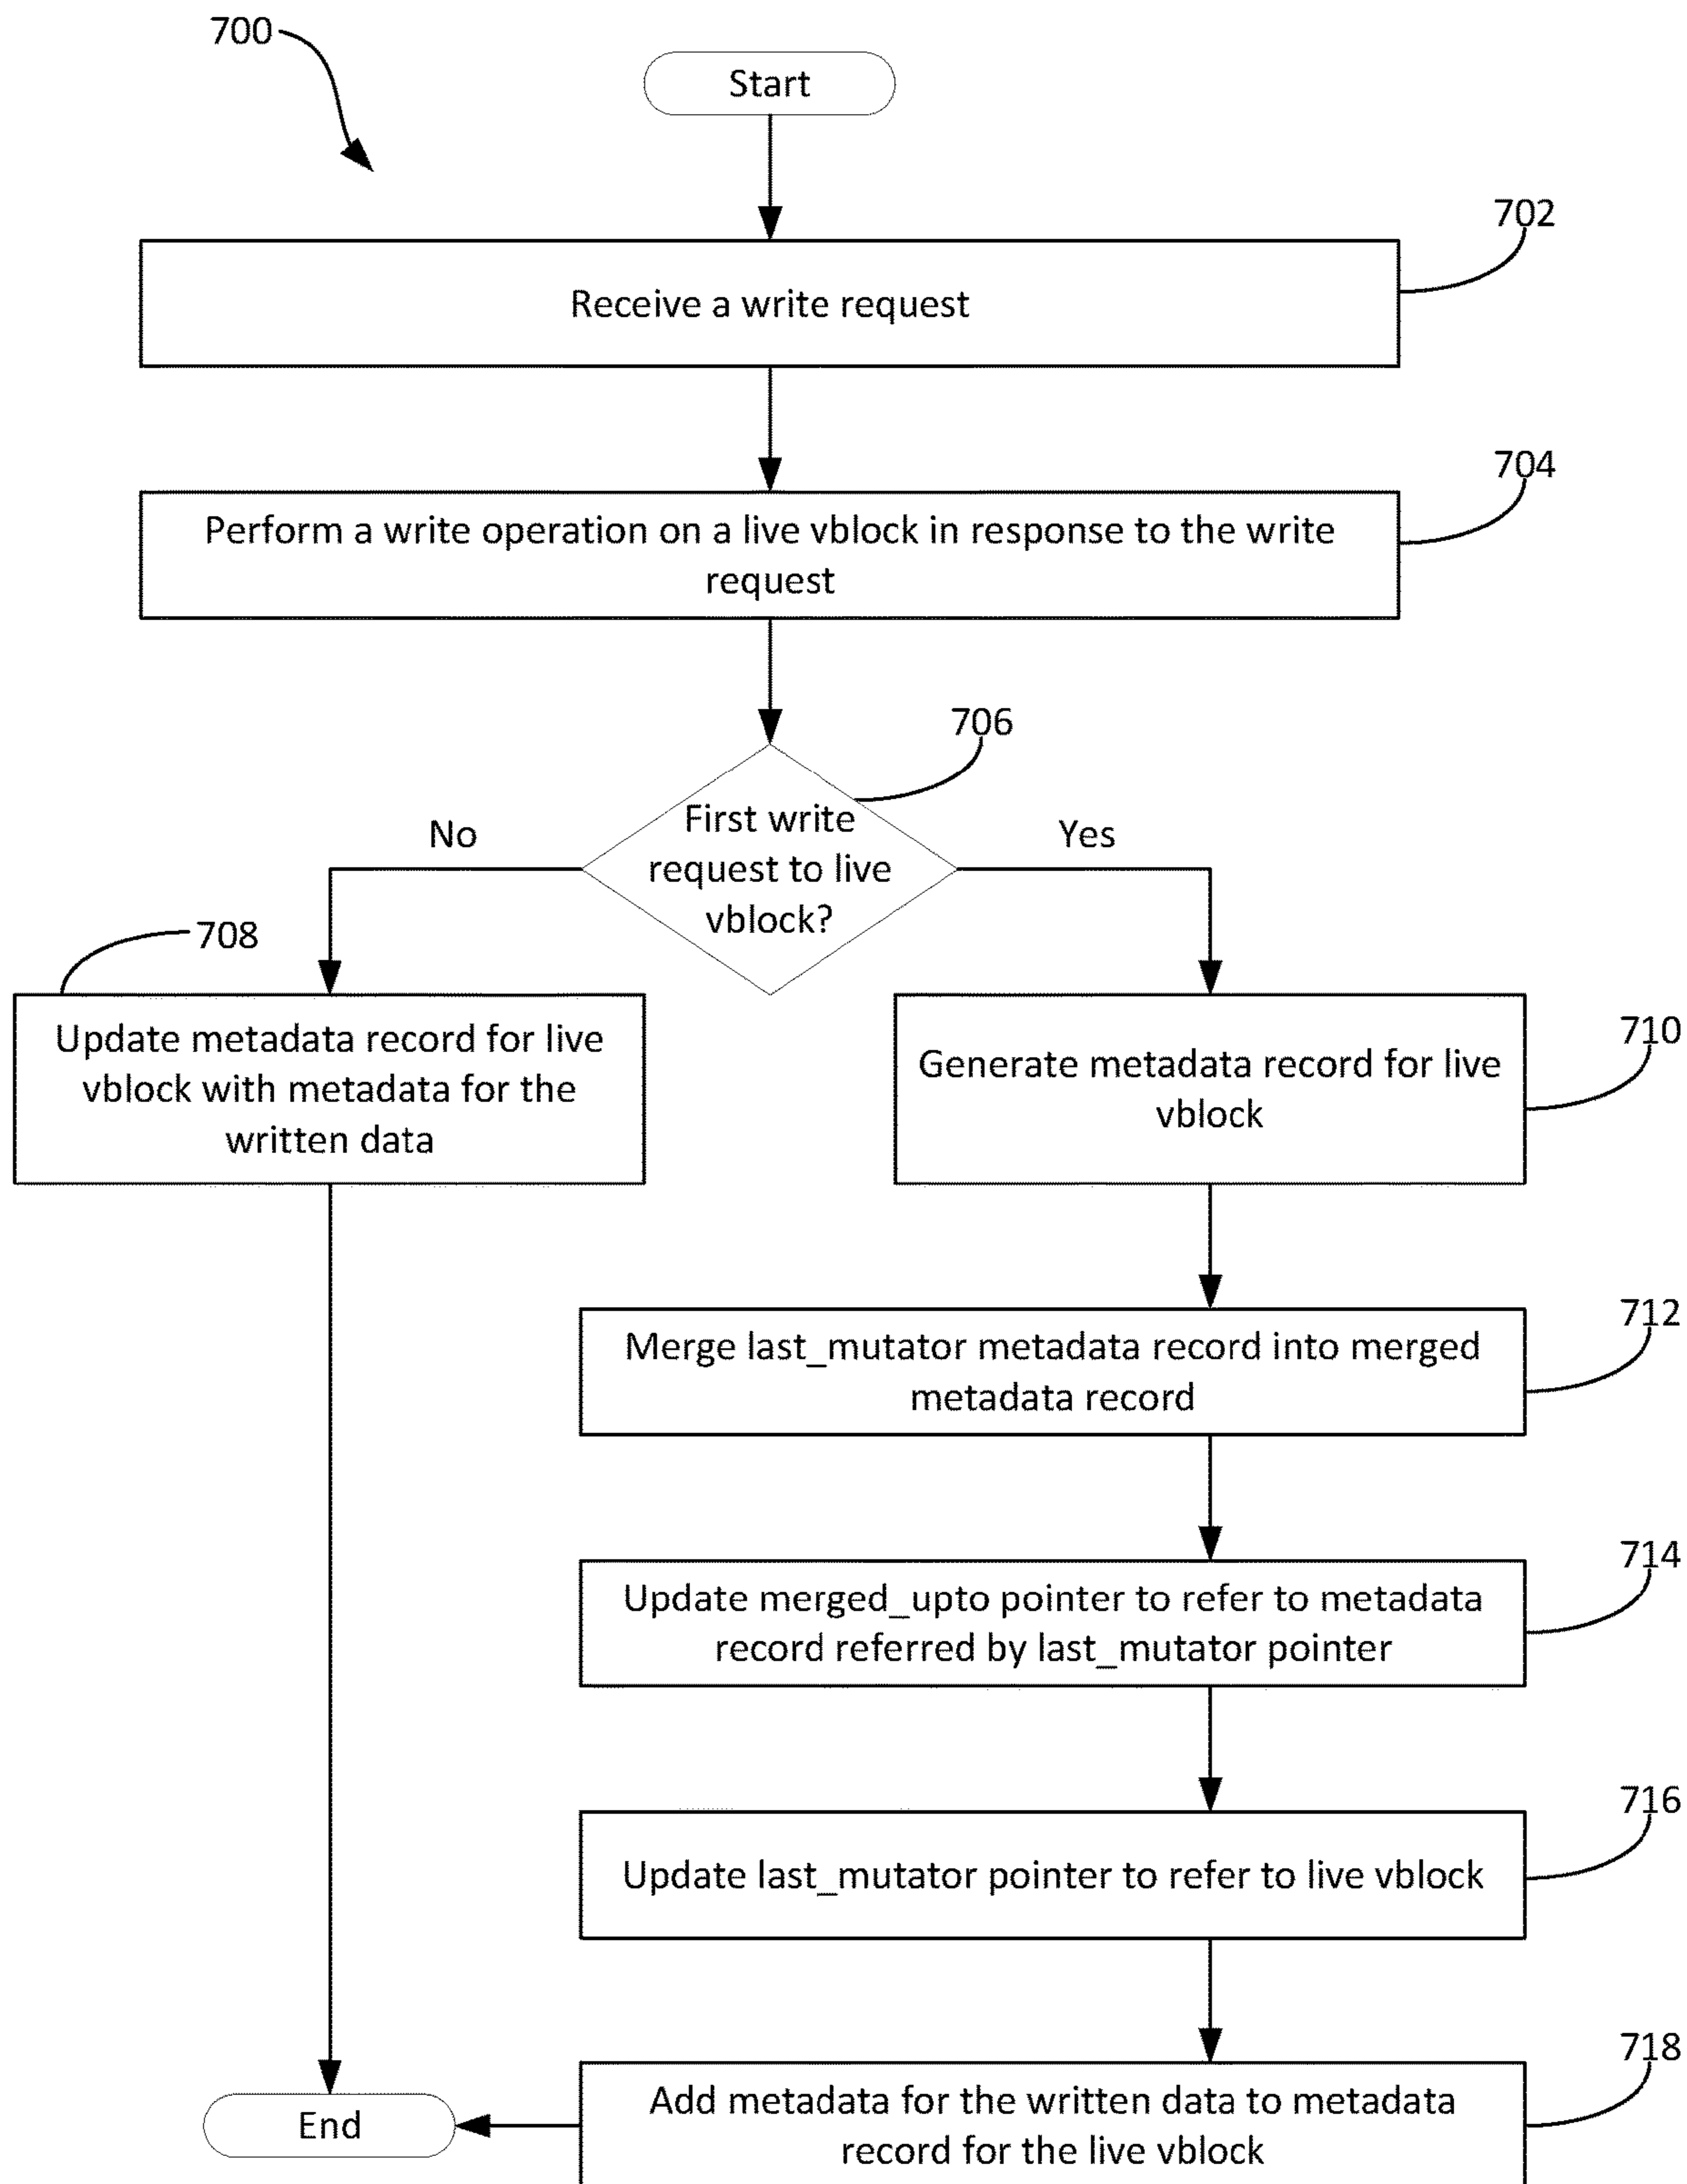 700
Start
702
Receive a write request
704
Perform a write operation on a live vblock in response to the write
request
706
First write
request to live
vblock?
No
Yes
708
Update metadata record for live
vblock with metadata for the
written data
710
Generate metadata record for live
vblock
712
Merge last_mutator metadata record into merged
metadata record
714
Update merged_upto pointer to refer to metadata
record referred by last_mutator pointer
716
Update last_mutator pointer to refer to live vblock
718
Add metadata for the written data to metadata
record for the live vblock
End